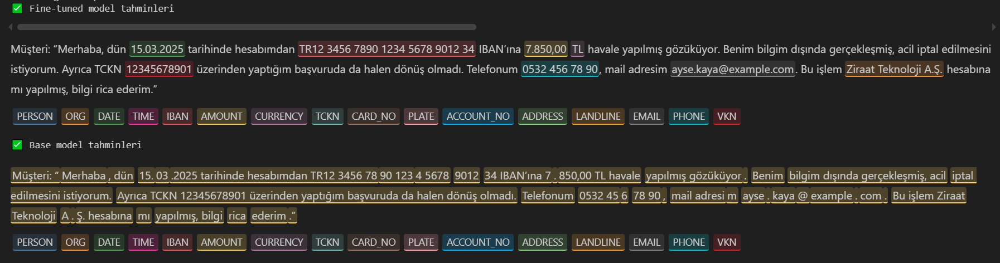 Fine-tuned model tahminleri
Müşteri: “Merhaba, dün 15.03.2025 tarihinde hesabımdan TR12 3456 7890 1234 5678 9012 34 IBAN’ına 7.850,00 TL havale yapılmış gözüküyor. Benim bilgim dışında gerçekleşmiş, acil iptal edilmesini
istiyorum. Ayrıca TCKN 12345678901 üzerinden yaptığım başvuruda da halen dönüş olmadı. Telefonum 0532 456 78 90, mail adresim ayse.kaya@example.com. Bu işlem Ziraat Teknoloji A.Ş. hesabına
mı yapılmış, bilgi rica ederim.”
PERSON ORG DATE TIME IBAN AMOUNT CURRENCY TCKN CARD_NO PLATE ACCOUNT_NO ADDRESS LANDLINE EMAIL PHONE VKN
Base model tahminleri
Müşteri: “ Merhaba , dün 15. 03 .2025 tarihinde hesabımdan TR12 3456 78 90 123 4 5678 9012 34 IBAN’ına 7 . 850,00 TL havale yapılmış gözüküyor . Benim bilgim dışında gerçekleşmiş, acil iptal
edilmesini istiyorum. Ayrıca TCKN 12345678901 üzerinden yaptığım başvuruda da halen dönüş olmadı. Telefonum 0532 45 6 78 90 , mail adresi m ayse . kaya @ example . com . Bu işlem Ziraat
Teknoloji A . Ş. hesabına mı yapılmış, bilgi rica ederim .”
PERSON ORG DATE TIME IBAN AMOUNT CURRENCY TCKN CARD_NO PLATE ACCOUNT_NO ADDRESS LANDLINE EMAIL PHONE VKN